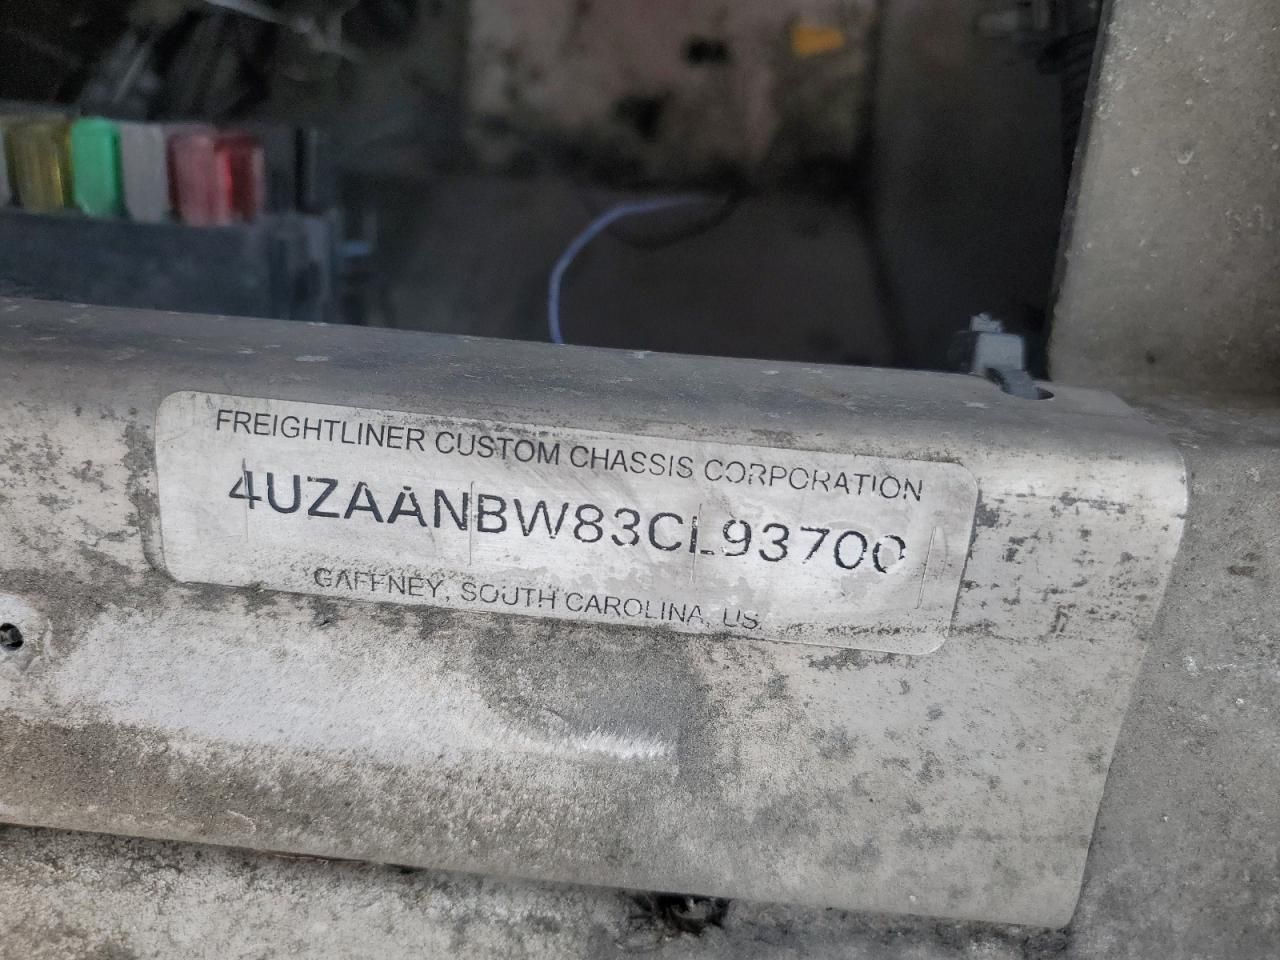 FREIGHTLINER CUSTOM CHASSIS CORPORATION
4UZAANBW83CL93700
GAFFNEY, SOUTH CAROLINA, US.